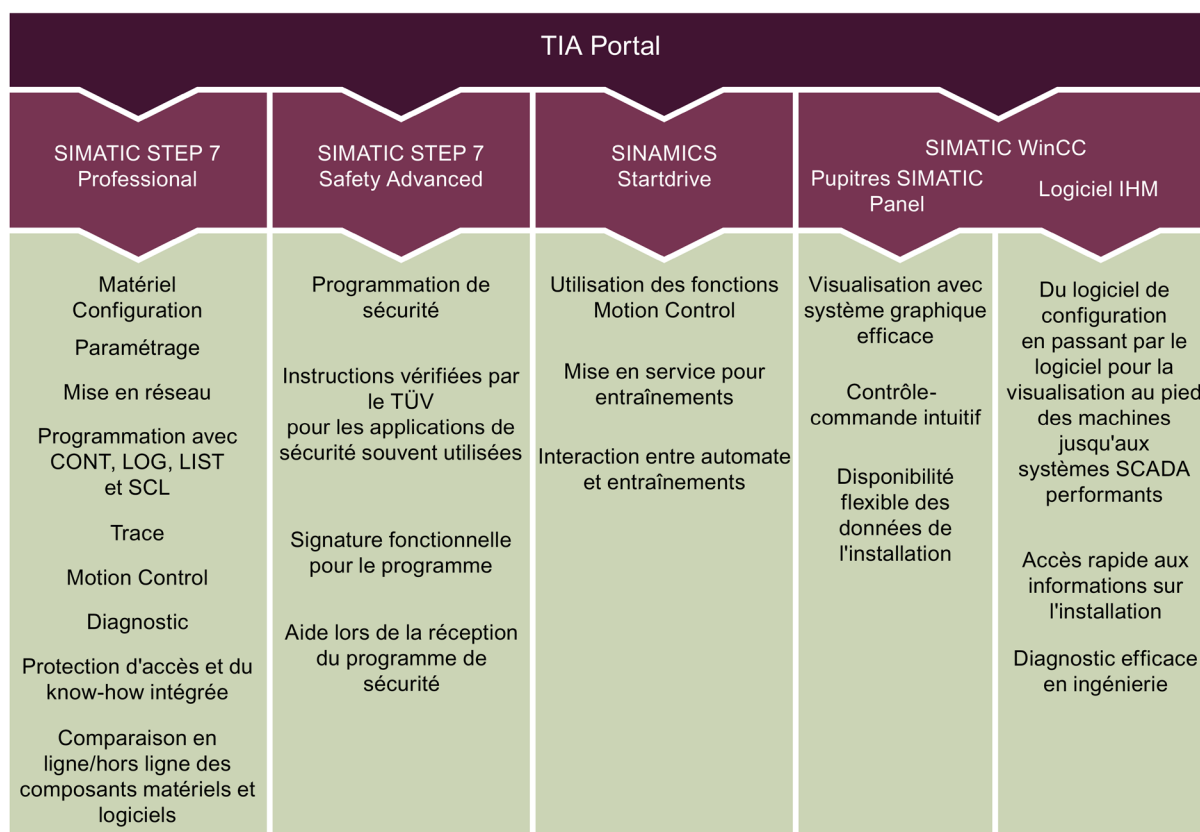 TIA Portal
SIMATIC STEP 7
Professional
SIMATIC STEP 7
Safety Advanced
SINAMICS
Startdrive
SIMATIC WinCC
Pupitres SIMATIC
Panel
Logiciel IHM
Matériel
Configuration
Paramétrage
Mise en réseau
Programmation avec
CONT, LOG, LIST
et SCL
Trace
Motion Control
Diagnostic
Protection d'accès et du
know-how intégrée
Comparaison en
ligne/hors ligne des
composants matériels et
logiciels
Programmation de
sécurité
Instructions vérifiées par
le TÜV
pour les applications de
sécurité souvent utilisées
Signature fonctionnelle
pour le programme
Aide lors de la réception
du programme de
sécurité
Utilisation des fonctions
Motion Control
Mise en service pour
entraînements
Interaction entre automate
et entraînements
Visualisation avec
système graphique
efficace
Contrôle-
commande intuitif
Disponibilité
flexible des
données de
l'installation
Du logiciel de
configuration
en passant par le
logiciel pour la
visualisation au pied
des machines
jusqu'aux
systèmes SCADA
performants
Accès rapide aux
informations sur
l'installation
Diagnostic efficace
en ingénierie